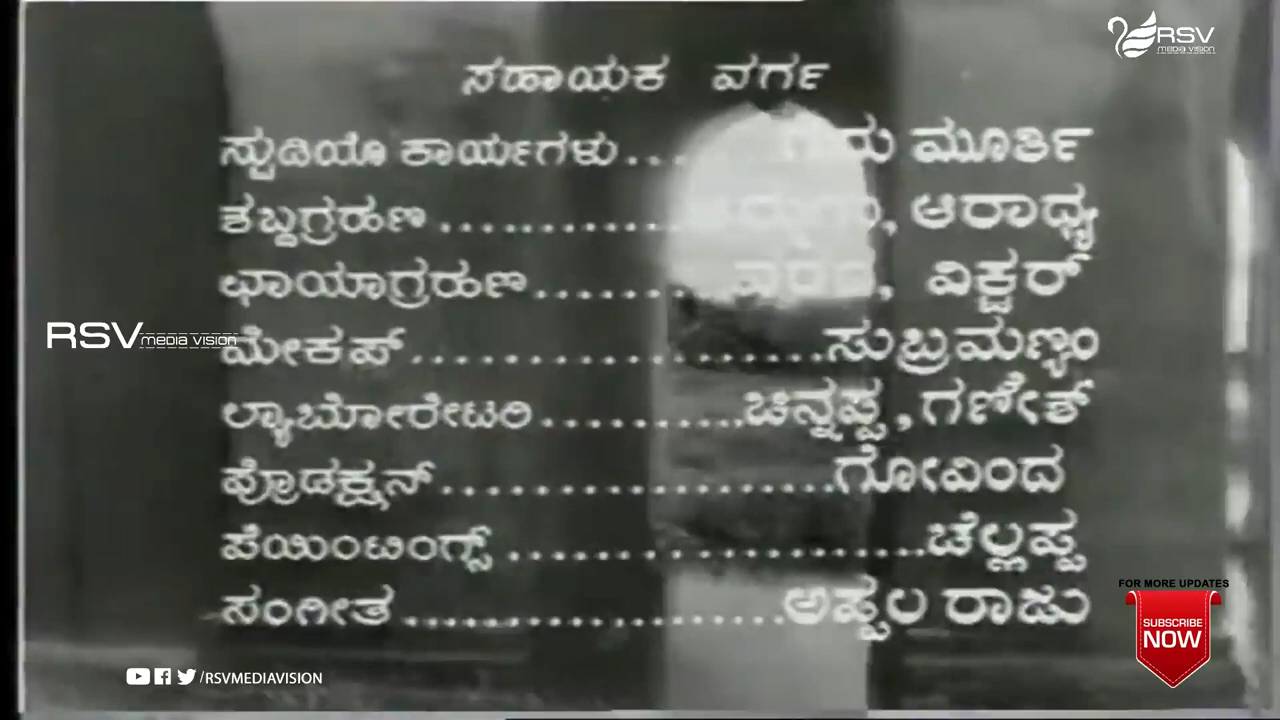 RSV
MEDIA VISION
ಸಹಾಯಕ ವರ್ಗ
ಸ್ಟುಡಿಯೊ ಕಾರ್ಯಗಳು.... ಮೂರ್ತಿ
ಶಬ್ದಗ್ರಹಣ.................., ಆರಾಧ್ಯ
ಛಾಯಾಗ್ರಹಣ............, ವಿಕ್ಟರ್
RSV MEDIA VISION
ಮೇಕಪ್...................ಸುಬ್ರಮಣ್ಯಂ
ಲ್ಯಾಬೋರೇಟರಿ...........ಚಿನ್ನಪ್ಪ, ಗಣೇಶ್
ಪ್ರೊಡಕ್ಷನ್..................ಗೋವಿಂದ
ಪೆಯಿಂಟಿಂಗ್ಸ್...................ಚೆಲ್ಲಪ್ಪ
ಸಂಗೀತ.................ಅಪ್ಪಲ ರಾಜು
FOR MORE UPDATES
SUBSCRIBE
NOW
/RSVMEDIAVISION